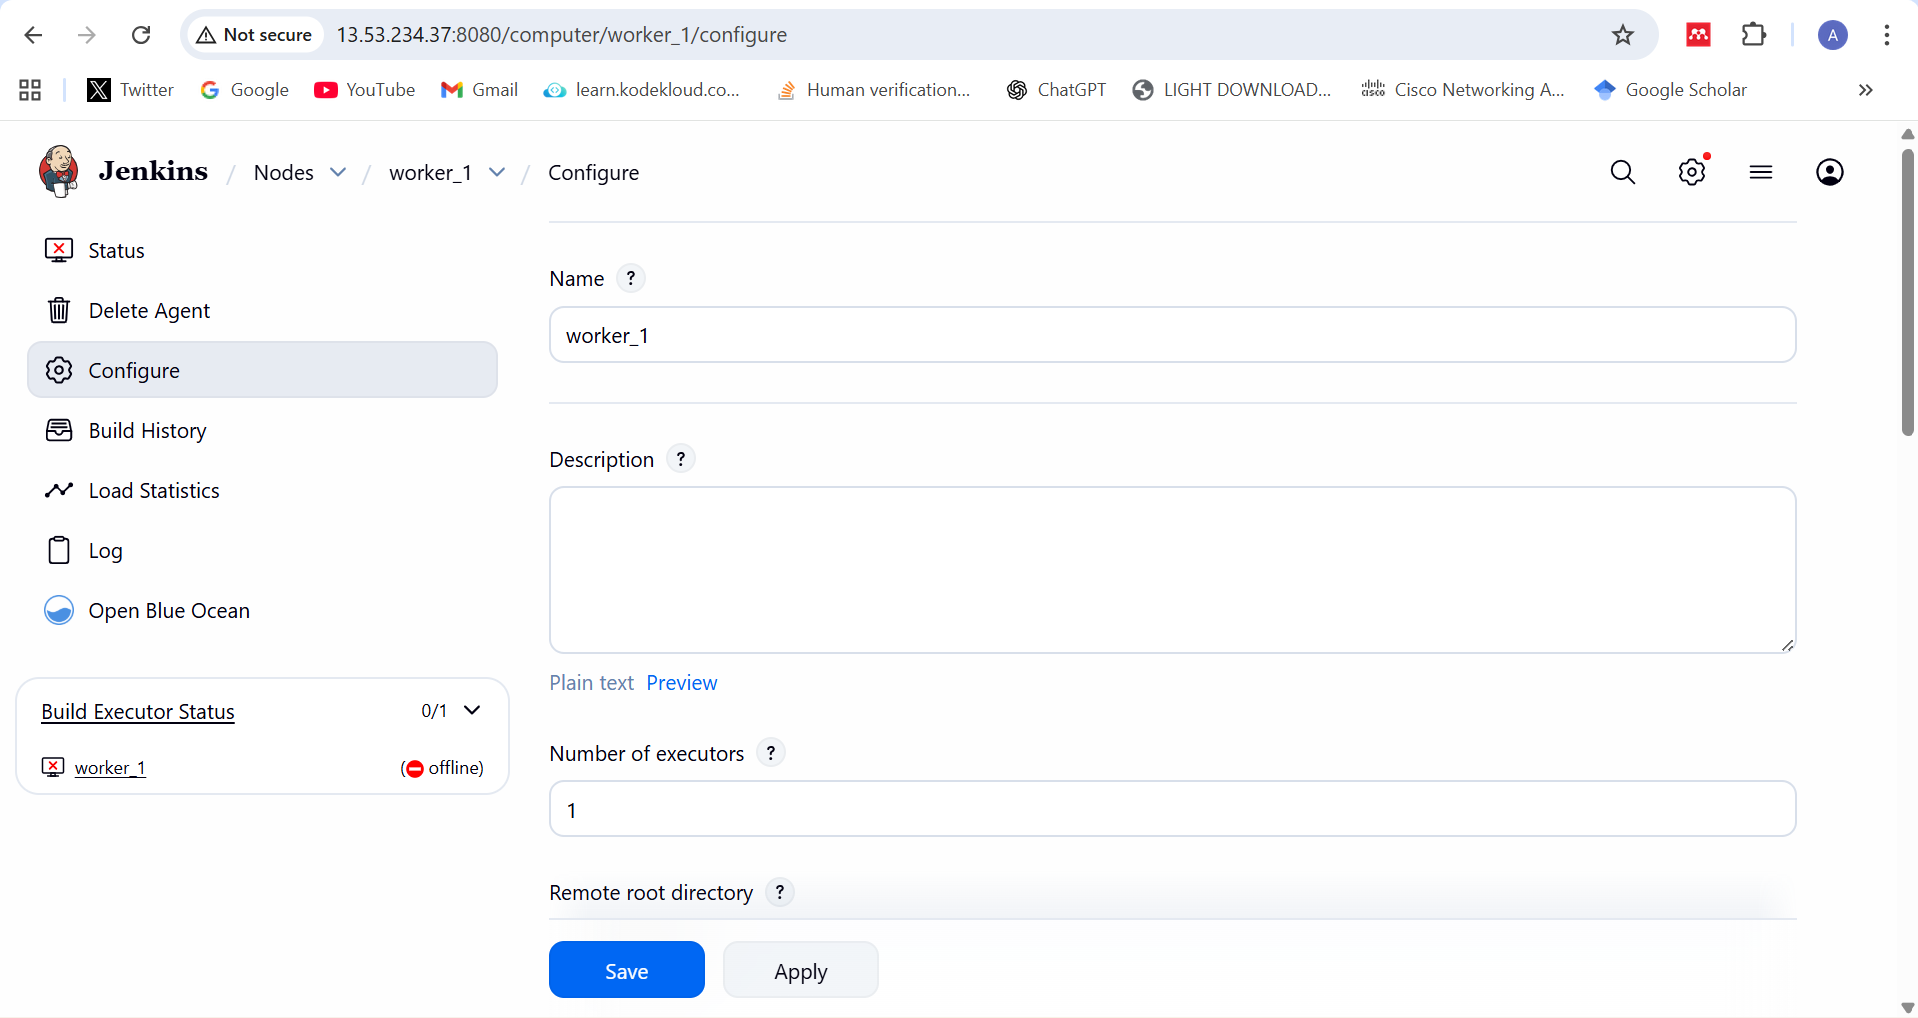 Not secure 13.53.234.37:8080/computer/worker_1/configure A
Twitter Google YouTube Gmail learn.kodekloud.co... Human verification... ChatGPT LIGHT DOWNLOAD... Cisco Networking A... Google Scholar
Jenkins / Nodes / worker_1 / Configure
Status
Delete Agent
Configure
Build History
Load Statistics
Log
Open Blue Ocean
Build Executor Status 0/1
worker_1 (offline)
Name ?
worker_1
Description ?
Plain text Preview
Number of executors ?
1
Remote root directory ?
Save Apply